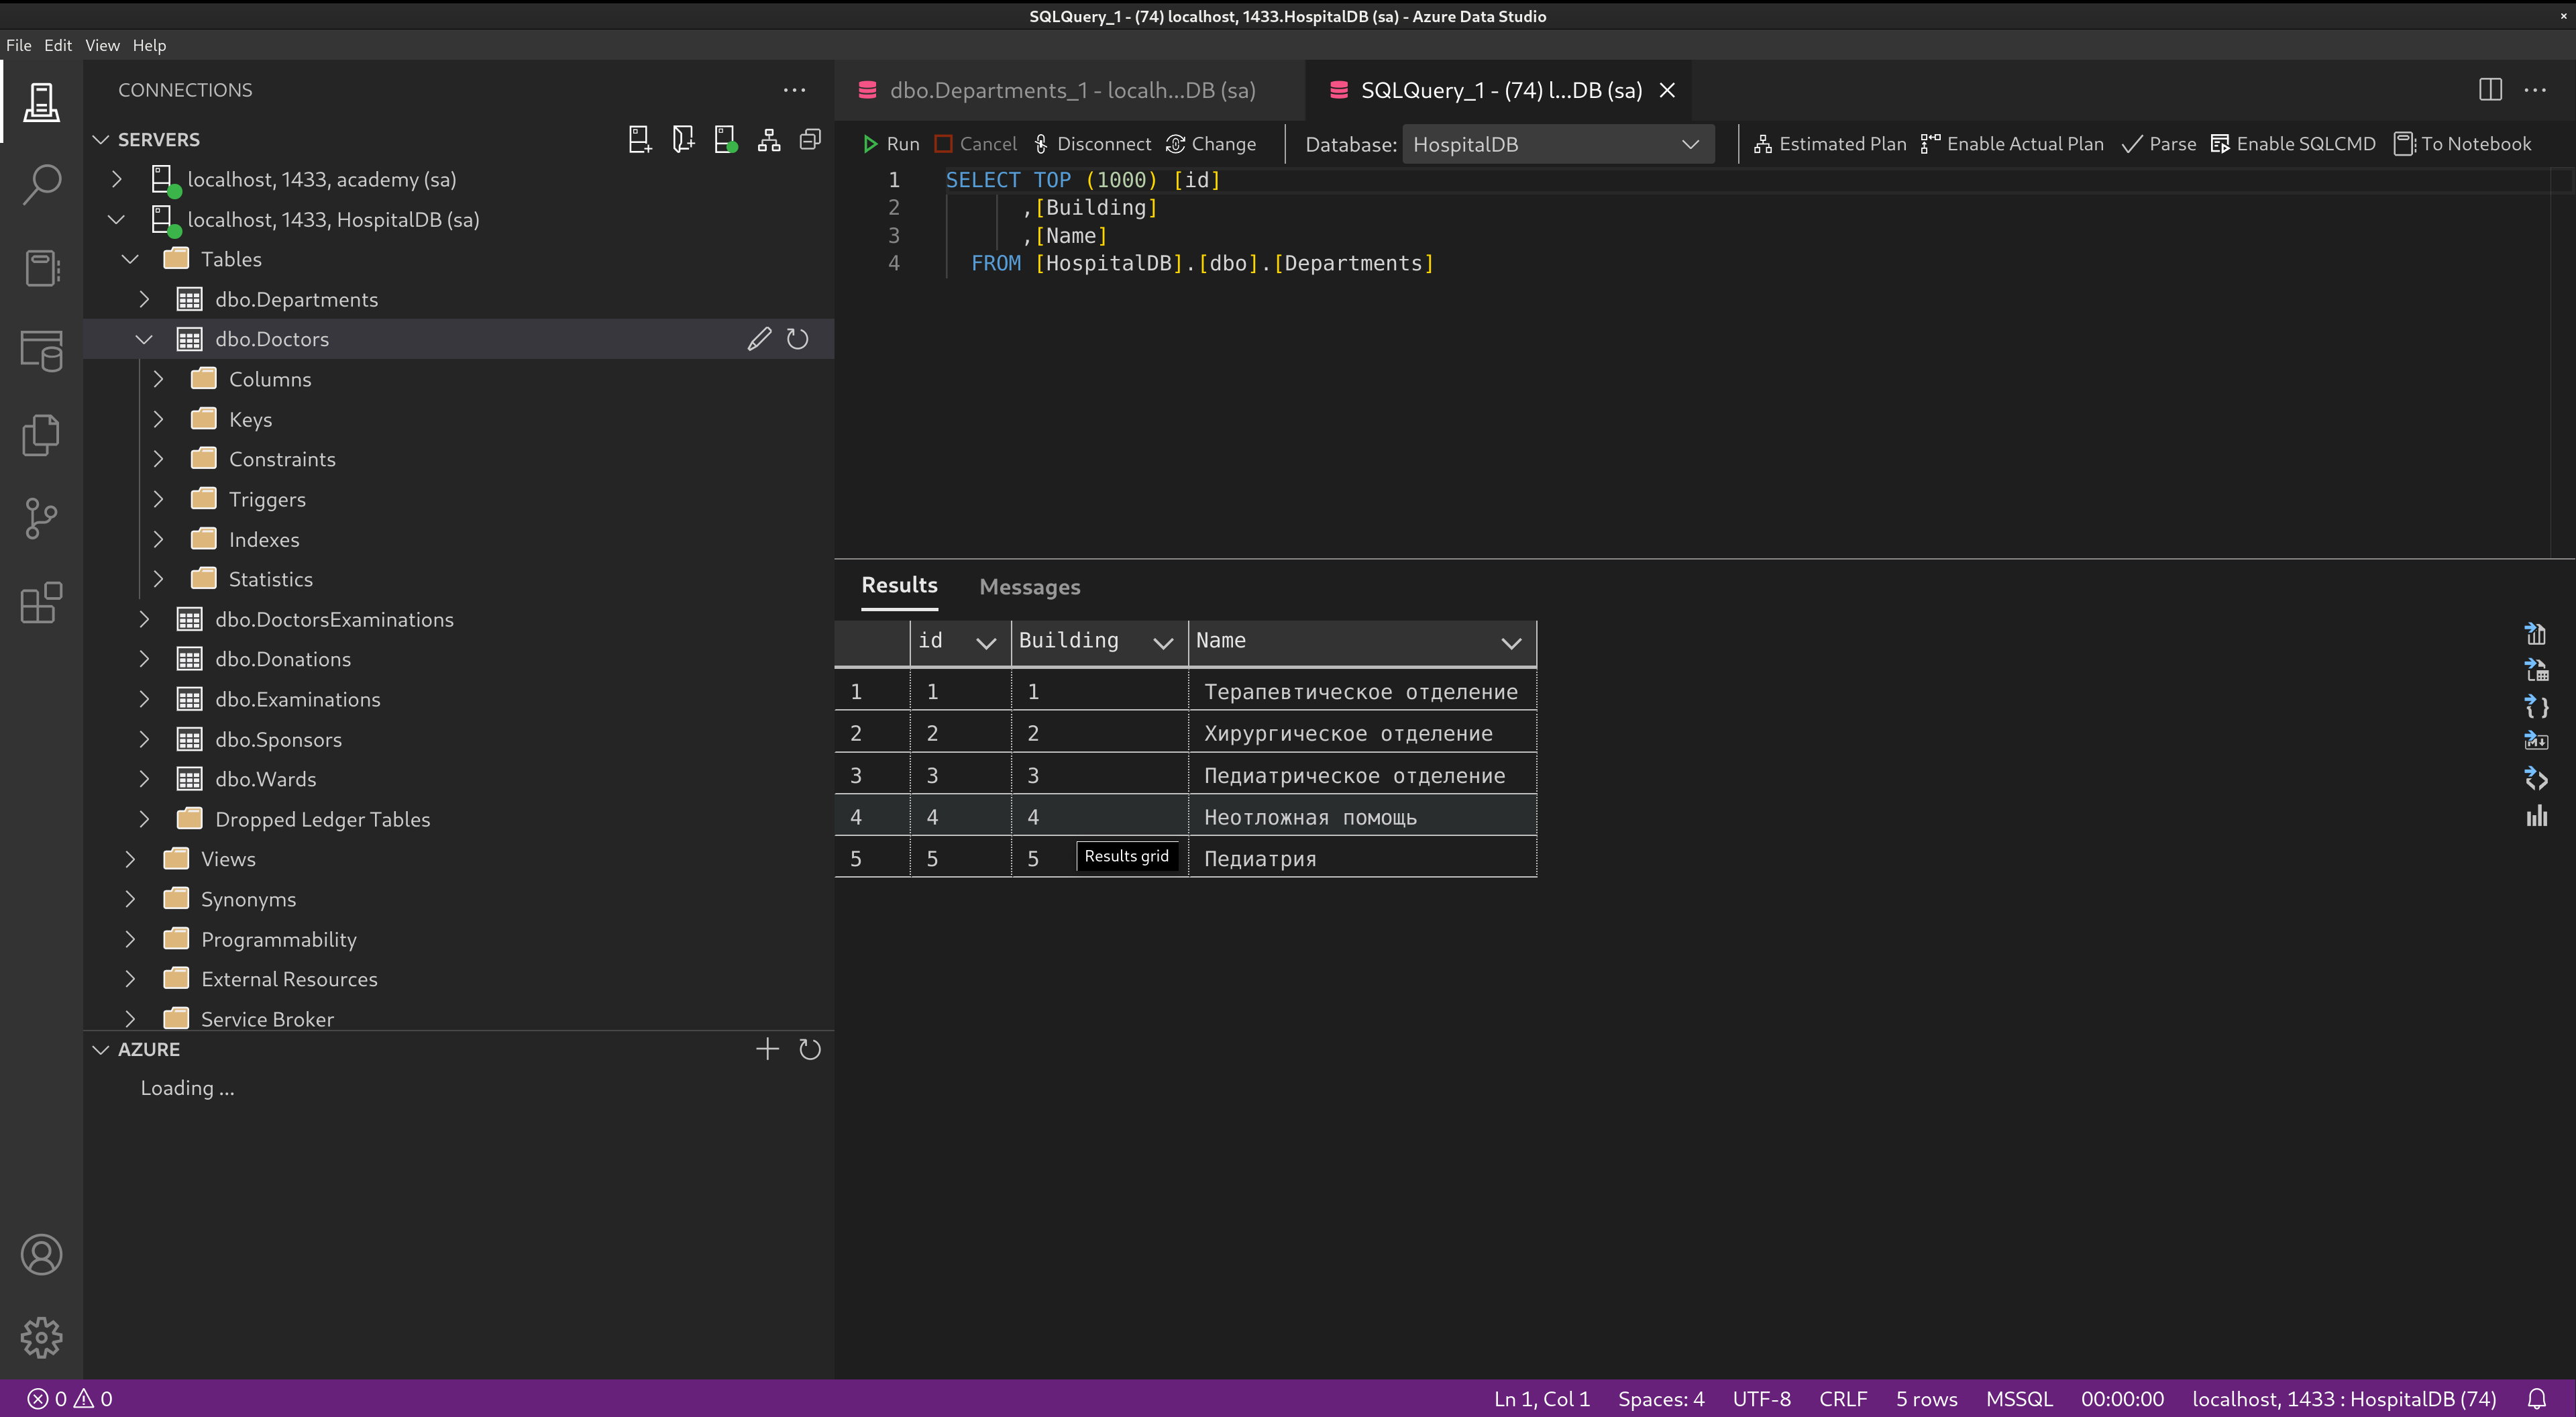 SQLQuery_1 - (74) localhost, 1433.HospitalDB (sa) - Azure Data Studio
File Edit View Help
CONNECTIONS
SERVERS
localhost, 1433, academy (sa)
localhost, 1433, HospitalDB (sa)
Tables
dbo.Departments
dbo.Doctors
Columns
Keys
Constraints
Triggers
Indexes
Statistics
dbo.DoctorsExaminations
dbo.Donations
dbo.Examinations
dbo.Sponsors
dbo.Wards
Dropped Ledger Tables
Views
Synonyms
Programmability
External Resources
Service Broker
AZURE
Loading ...
dbo.Departments_1 - localh...DB (sa)
SQLQuery_1 - (74) l...DB (sa)
Run Cancel Disconnect Change Database: HospitalDB Estimated Plan Enable Actual Plan Parse Enable SQLCMD To Notebook
1 SELECT TOP (1000) [id]
2 ,[Building]
3 ,[Name]
4 FROM [HospitalDB].[dbo].[Departments]
Results Messages
id Building Name
1 1 1 Терапевтическое отделение
2 2 2 Хирургическое отделение
3 3 3 Педиатрическое отделение
4 4 4 Неотложная помощь
5 5 5 Педиатрия
Results grid
0 0 Ln 1, Col 1 Spaces: 4 UTF-8 CRLF 5 rows MSSQL 00:00:00 localhost, 1433 : HospitalDB (74)